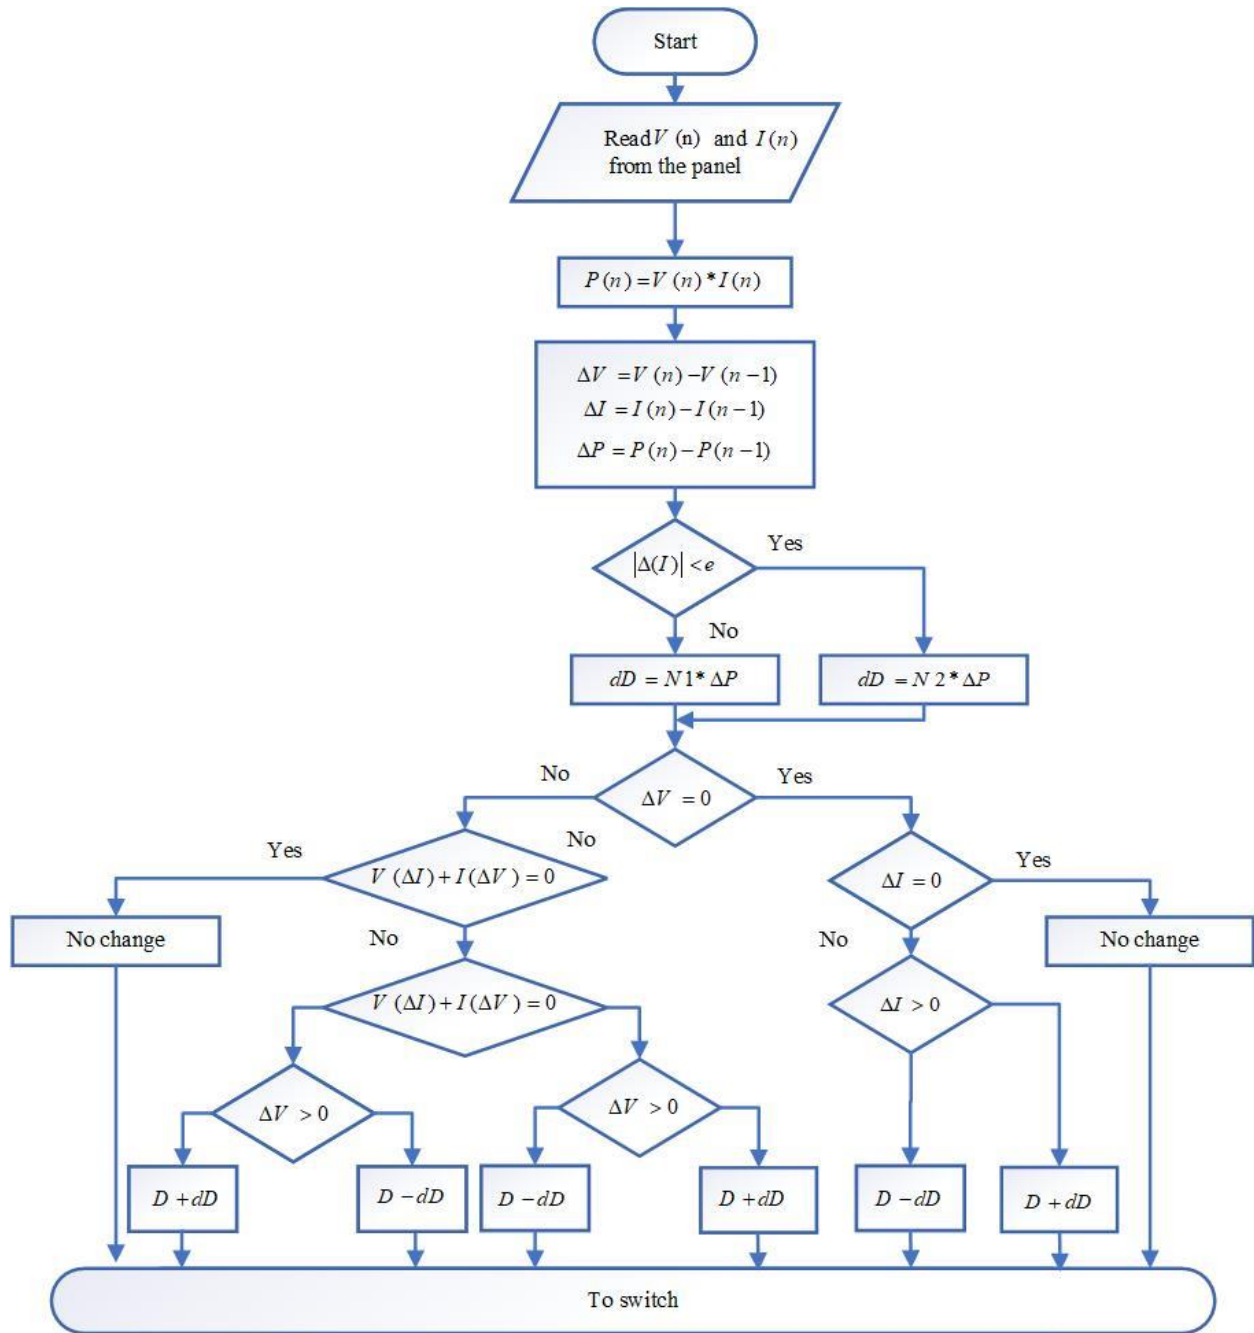 Start
Read V (n) and I (n)
from the panel
P (n) = V (n) * I (n)
ΔV = V (n) − V (n − 1)
ΔI = I (n) − I (n − 1)
ΔP = P (n) − P (n − 1)
|Δ(I)| < e
Yes
No
dD = N 1 * ΔP
dD = N 2 * ΔP
No
ΔV = 0
Yes
Yes
V (ΔI) + I (ΔV ) = 0
No
ΔI = 0
Yes
No change
No
No
No change
V (ΔI) + I (ΔV ) = 0
ΔI > 0
ΔV > 0
ΔV > 0
D + dD
D − dD
D − dD
D + dD
D − dD
D + dD
To switch